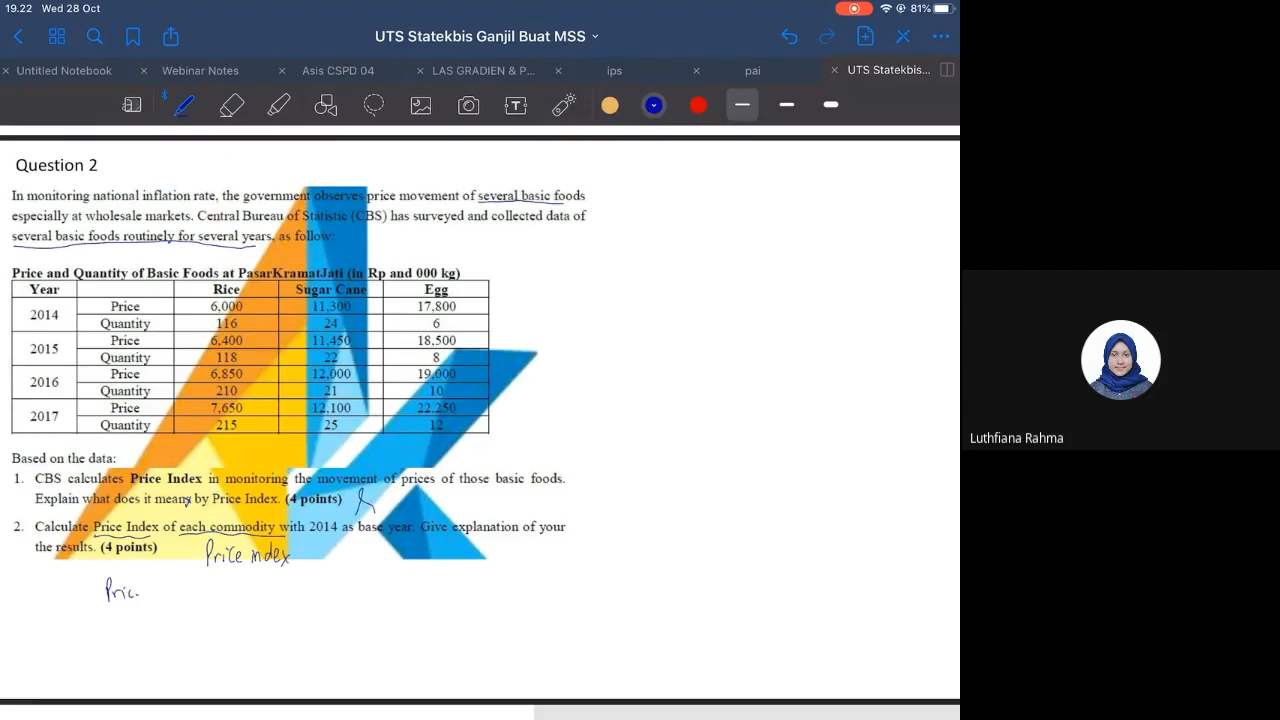 19.22 Wed 28 Oct 81%
UTS Statekbis Ganjil Buat MSS
Untitled Notebook Webinar Notes Asis CSPD 04 LAS GRADIEN & P... ips pai UTS Statekbis...
Question 2
In monitoring national inflation rate, the government observes price movement of several basic foods
especially at wholesale markets. Central Bureau of Statistic (CBS) has surveyed and collected data of
several basic foods routinely for several years, as follow:
Price and Quantity of Basic Foods at PasarKramatJati (in Rp and 000 kg)
Year Rice Sugar Cane Egg
2014 Price 6,000 11,300 17,800
Quantity 116 24 6
2015 Price 6,400 11,450 18,500
Quantity 118 22 8
2016 Price 6,850 12,000 19,000
Quantity 210 21 10
2017 Price 7,650 12,100 22,250
Quantity 215 25 12
Based on the data:
1. CBS calculates Price Index in monitoring the movement of prices of those basic foods.
Explain what does it means by Price Index. (4 points)
2. Calculate Price Index of each commodity with 2014 as base year. Give explanation of your
the results. (4 points)
Price index
Pric
Luthfiana Rahma